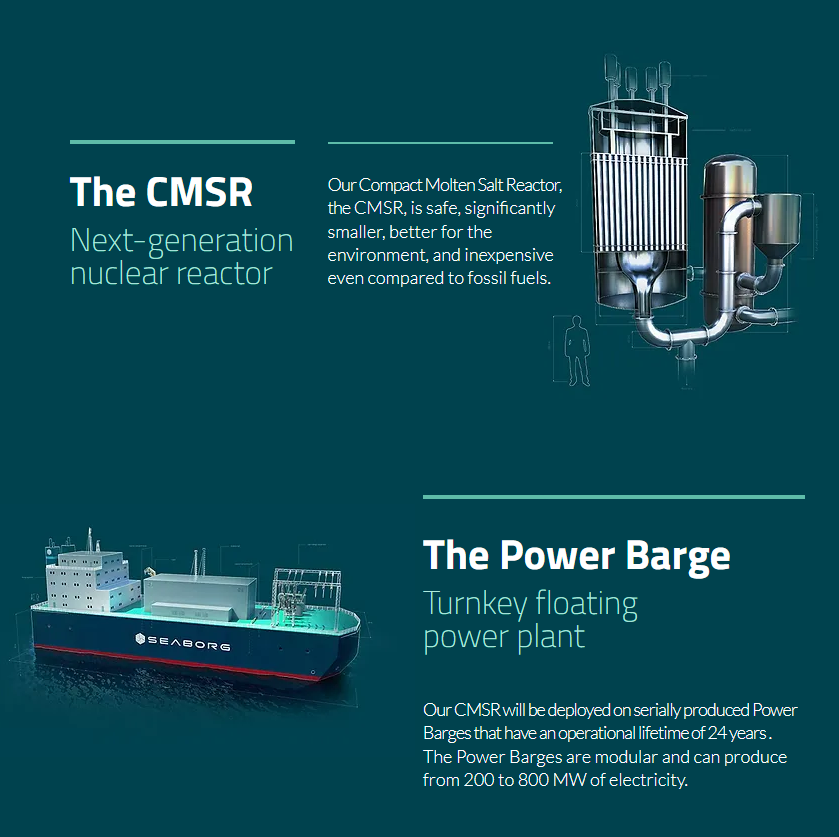 The CMSR
Next-generation
nuclear reactor
Our Compact Molten Salt Reactor,
the CMSR, is safe, significantly
smaller, better for the
environment, and inexpensive
even compared to fossil fuels.
The Power Barge
Turnkey floating
power plant
SEABORG
Our CMSR will be deployed on serially produced Power
Barges that have an operational lifetime of 24 years .
The Power Barges are modular and can produce
from 200 to 800 MW of electricity.